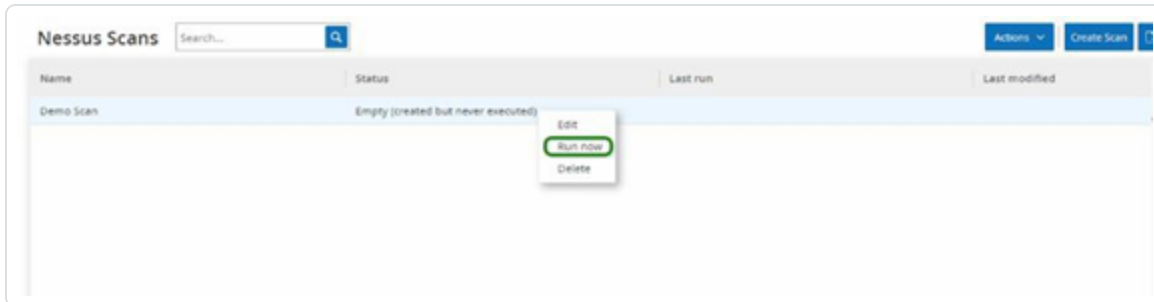 Nessus Scans Search... Actions Create Scan
Name Status Last run Last modified
Demo Scan Empty (created but never executed)
Edit
Run now
Delete